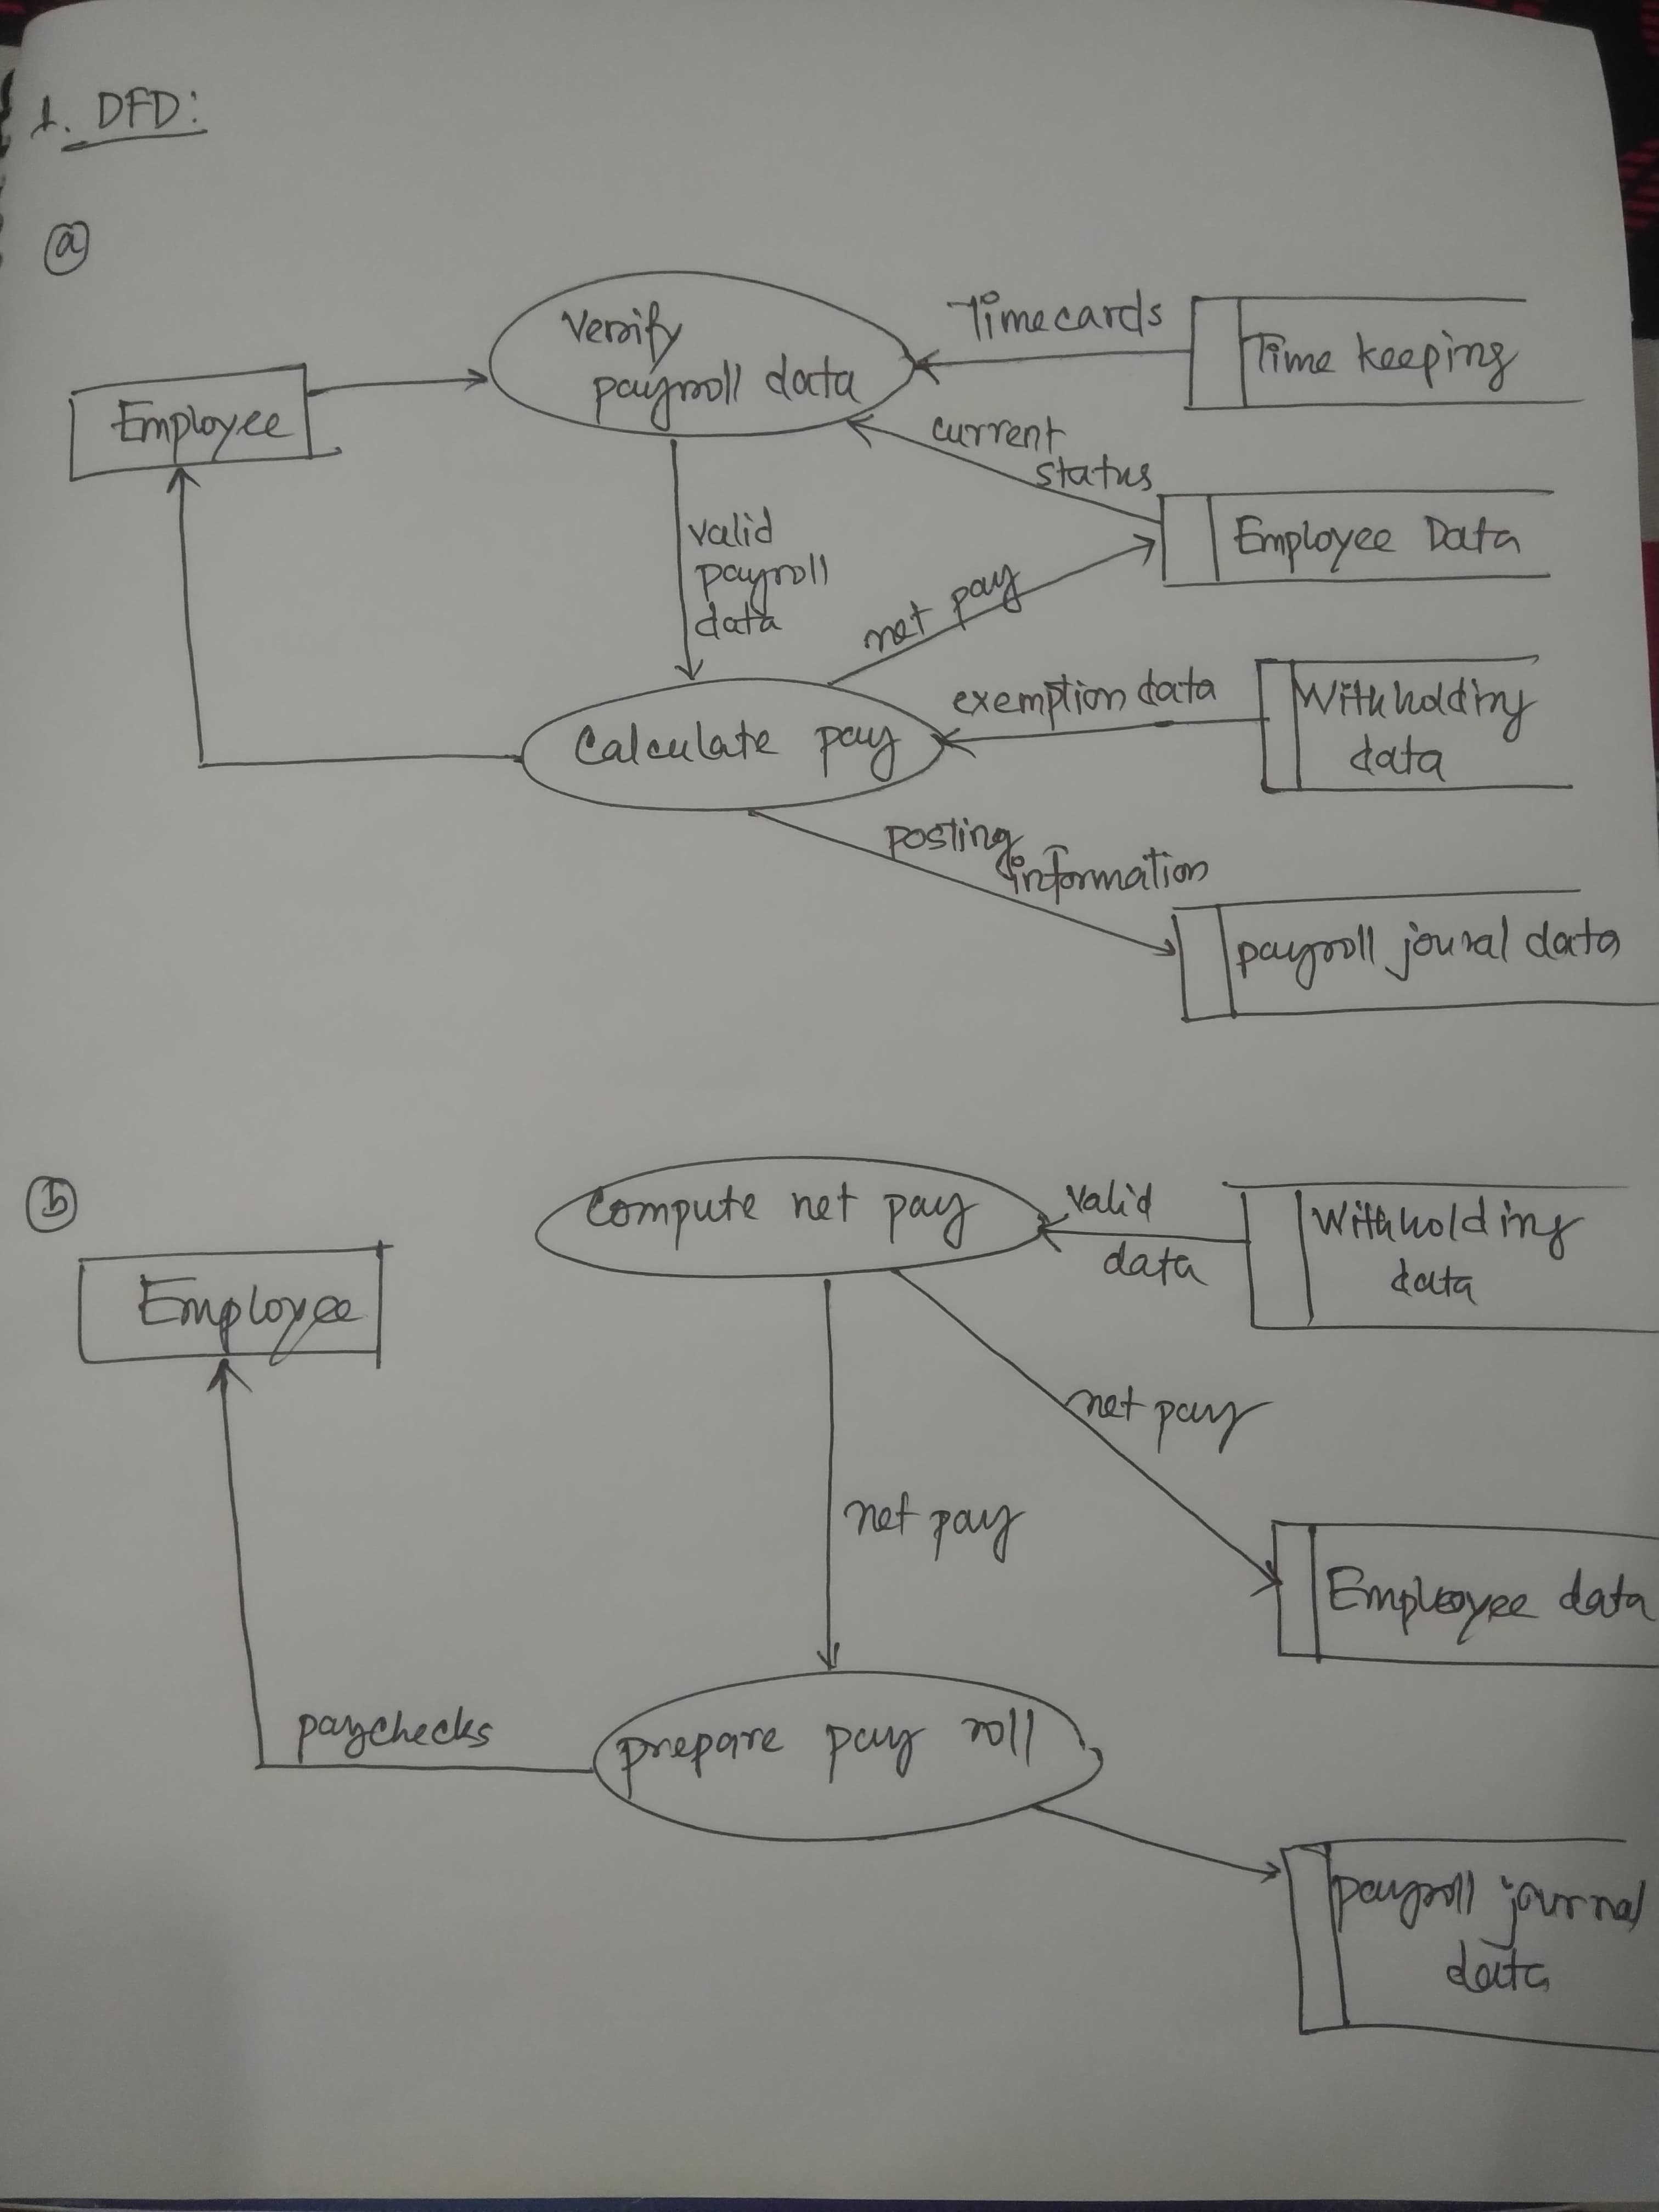 1. DFD:
a
Verify
payroll data
Timecards
Time keeping
Employee
current
status
Employee Data
valid
payroll
data
net pay
exemption data
Withholding
data
Calculate pay
posting
information
payroll joural data
b
Compute net pay
valid
data
Withholding
data
Employee
net pay
net pay
Employee data
paychecks
prepare pay roll
payroll journal
data